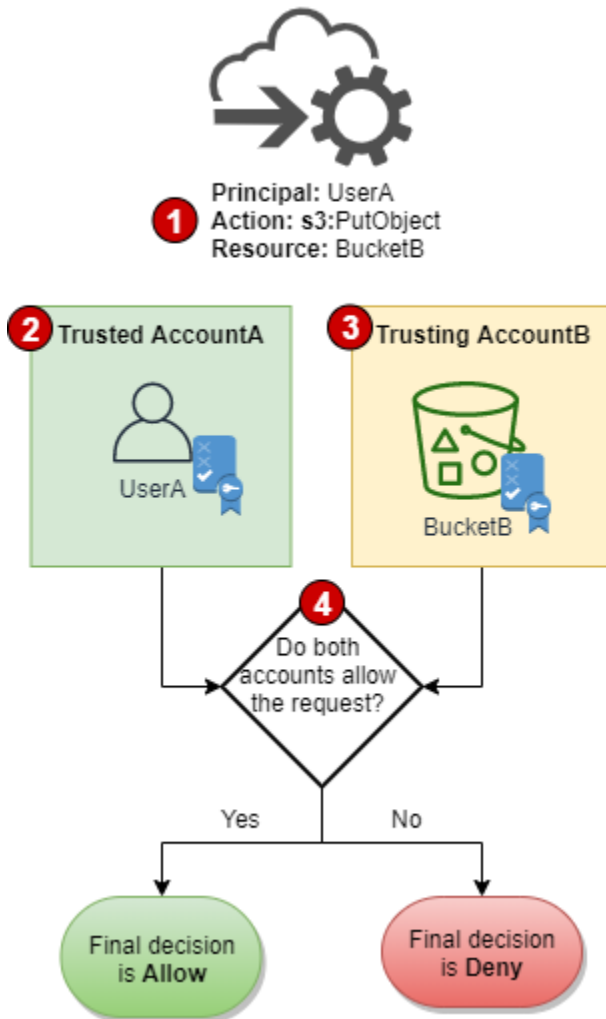 1
Principal: UserA
Action: s3:PutObject
Resource: BucketB
2 Trusted AccountA
UserA
3 Trusting AccountB
BucketB
4
Do both
accounts allow
the request?
Yes
No
Final decision
is Allow
Final decision
is Deny